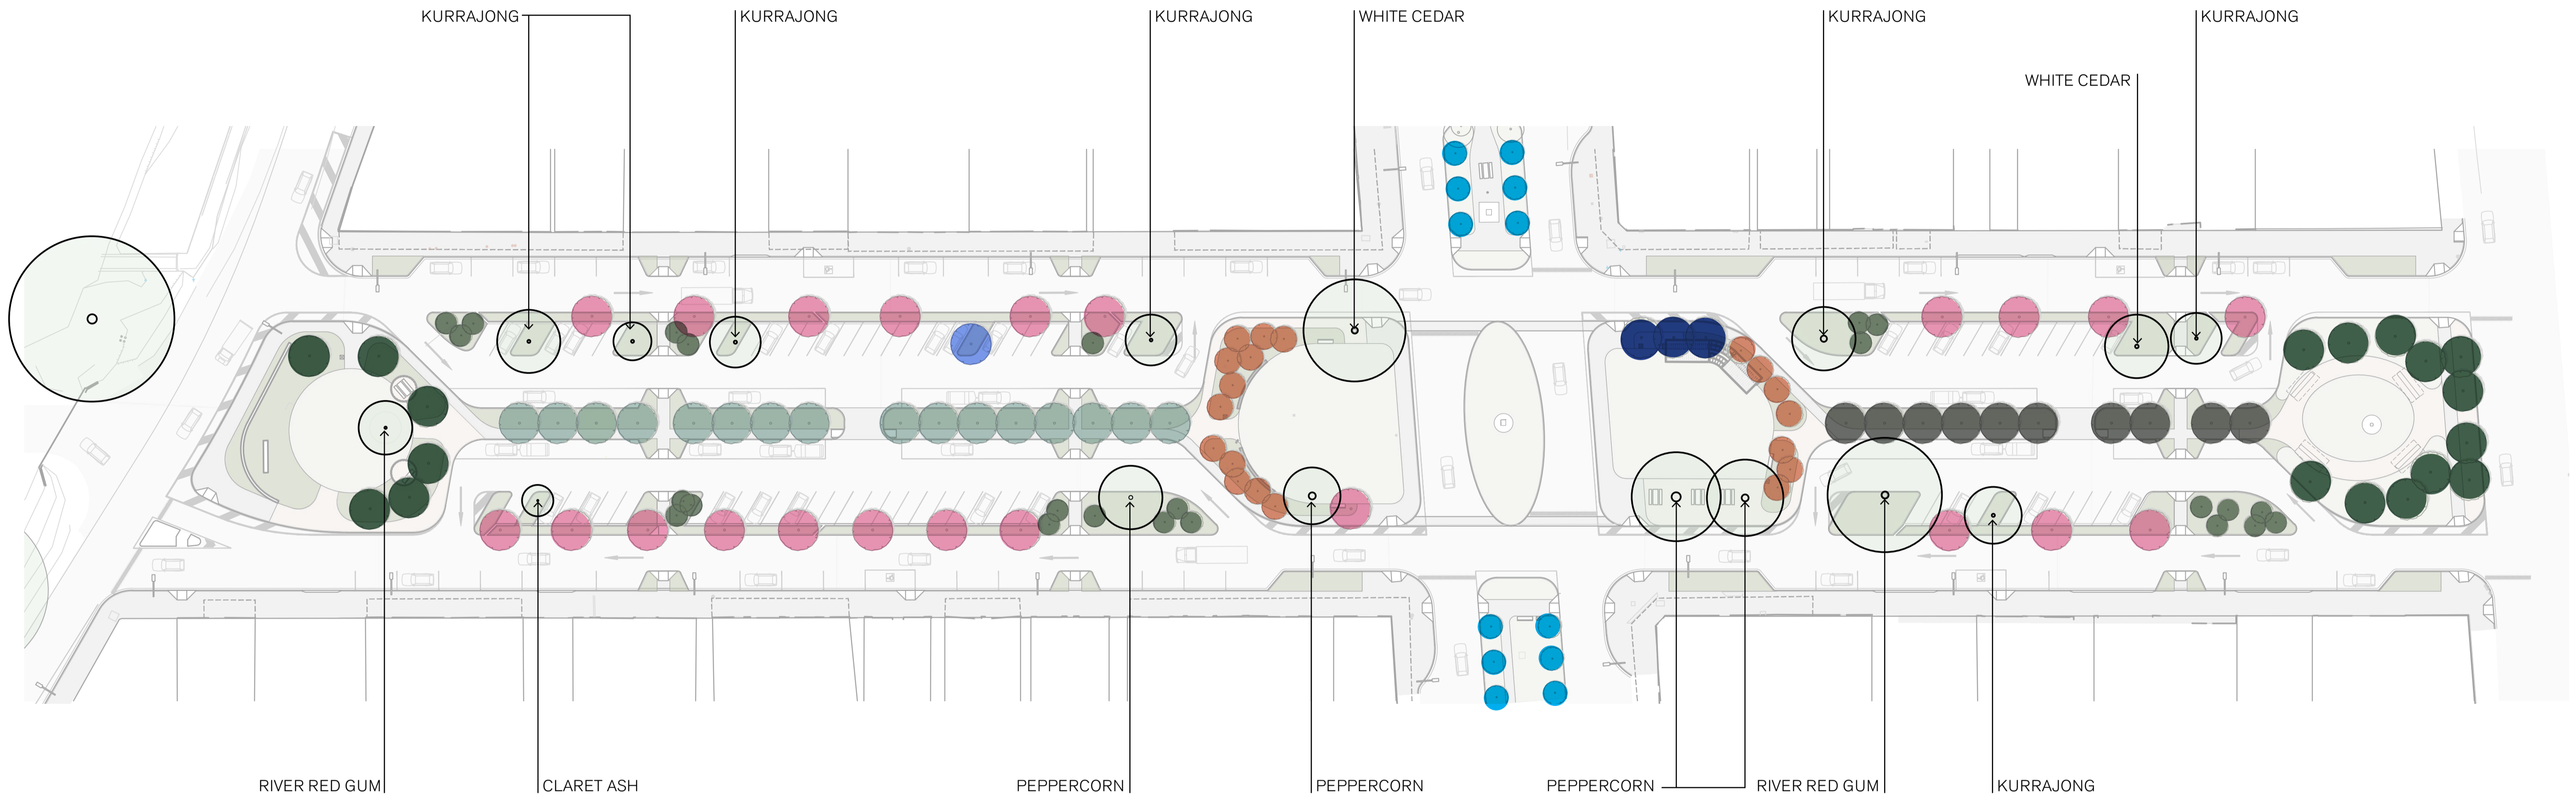 KURRAJONG
KURRAJONG
KURRAJONG
WHITE CEDAR
KURRAJONG
KURRAJONG
WHITE CEDAR
RIVER RED GUM
CLARET ASH
PEPPERCORN
PEPPERCORN
PEPPERCORN
RIVER RED GUM
KURRAJONG